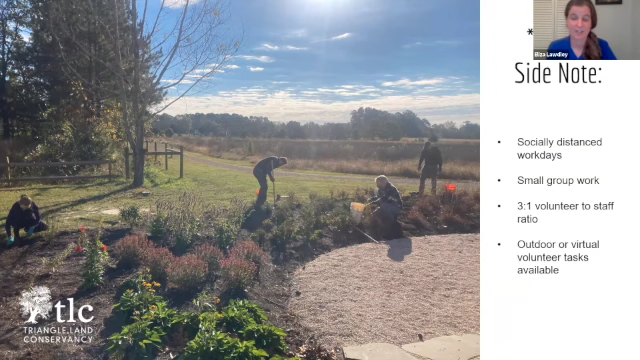 *
Biza Lawdley
Side Note:
• Socially distanced
workdays
• Small group work
• 3:1 volunteer to staff
ratio
• Outdoor or virtual
volunteer tasks
available
tlc
TRIANGLE LAND
CONSERVANCY